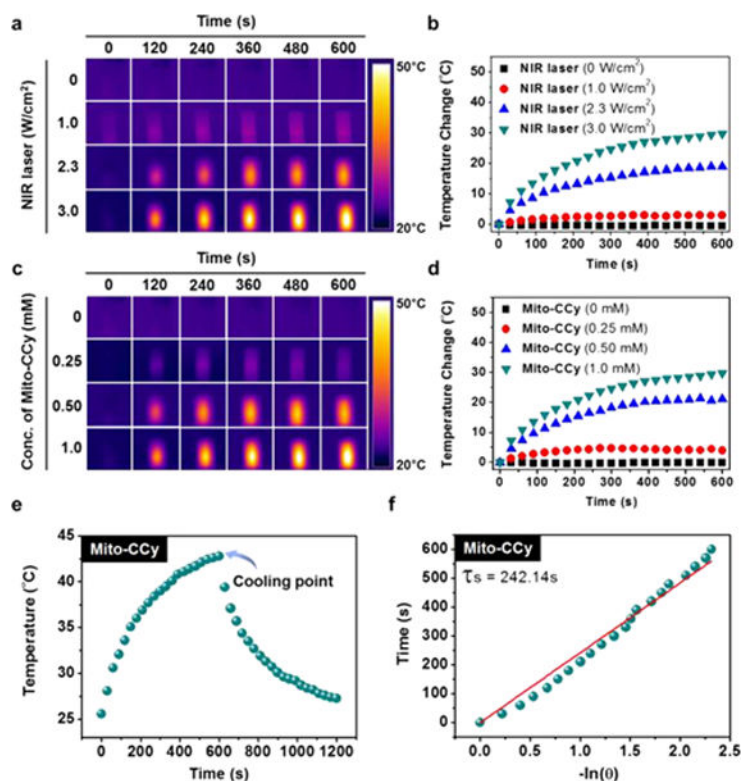 a
Time (s)
0 120 240 360 480 600
NIR laser (W/cm²)
0
1.0
2.3
3.0
50°C
20°C
b
Temperature Change (°C)
50
40
30
20
10
0
NIR laser (0 W/cm²)
NIR laser (1.0 W/cm²)
NIR laser (2.3 W/cm²)
NIR laser (3.0 W/cm²)
0 100 200 300 400 500 600
Time (s)
c
Time (s)
0 120 240 360 480 600
Conc. of Mito-CCy (mM)
0
0.25
0.50
1.0
50°C
20°C
d
Temperature Change (°C)
50
40
30
20
10
0
Mito-CCy (0 mM)
Mito-CCy (0.25 mM)
Mito-CCy (0.50 mM)
Mito-CCy (1.0 mM)
0 100 200 300 400 500 600
Time (s)
e
Temperature (°C)
45
40
35
30
25
Mito-CCy
Cooling point
0 200 400 600 800 1000 1200
Time (s)
f
Time (s)
600
500
400
300
200
100
0
Mito-CCy
τs = 242.14s
0.0 0.5 1.0 1.5 2.0 2.5
-ln(θ)